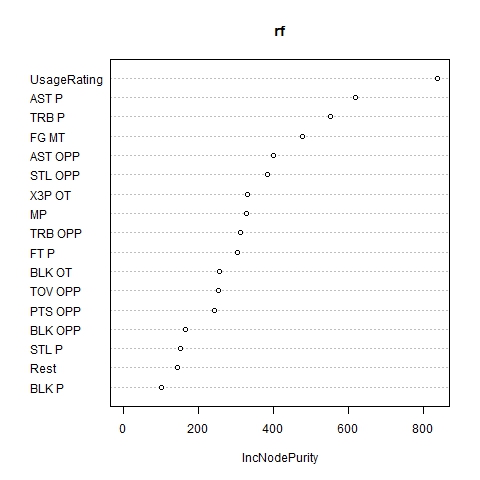 rf
UsageRating
AST P
TRB P
FG MT
AST OPP
STL OPP
X3P OT
MP
TRB OPP
FT P
BLK OT
TOV OPP
PTS OPP
BLK OPP
STL P
Rest
BLK P
0 200 400 600 800
IncNodePurity